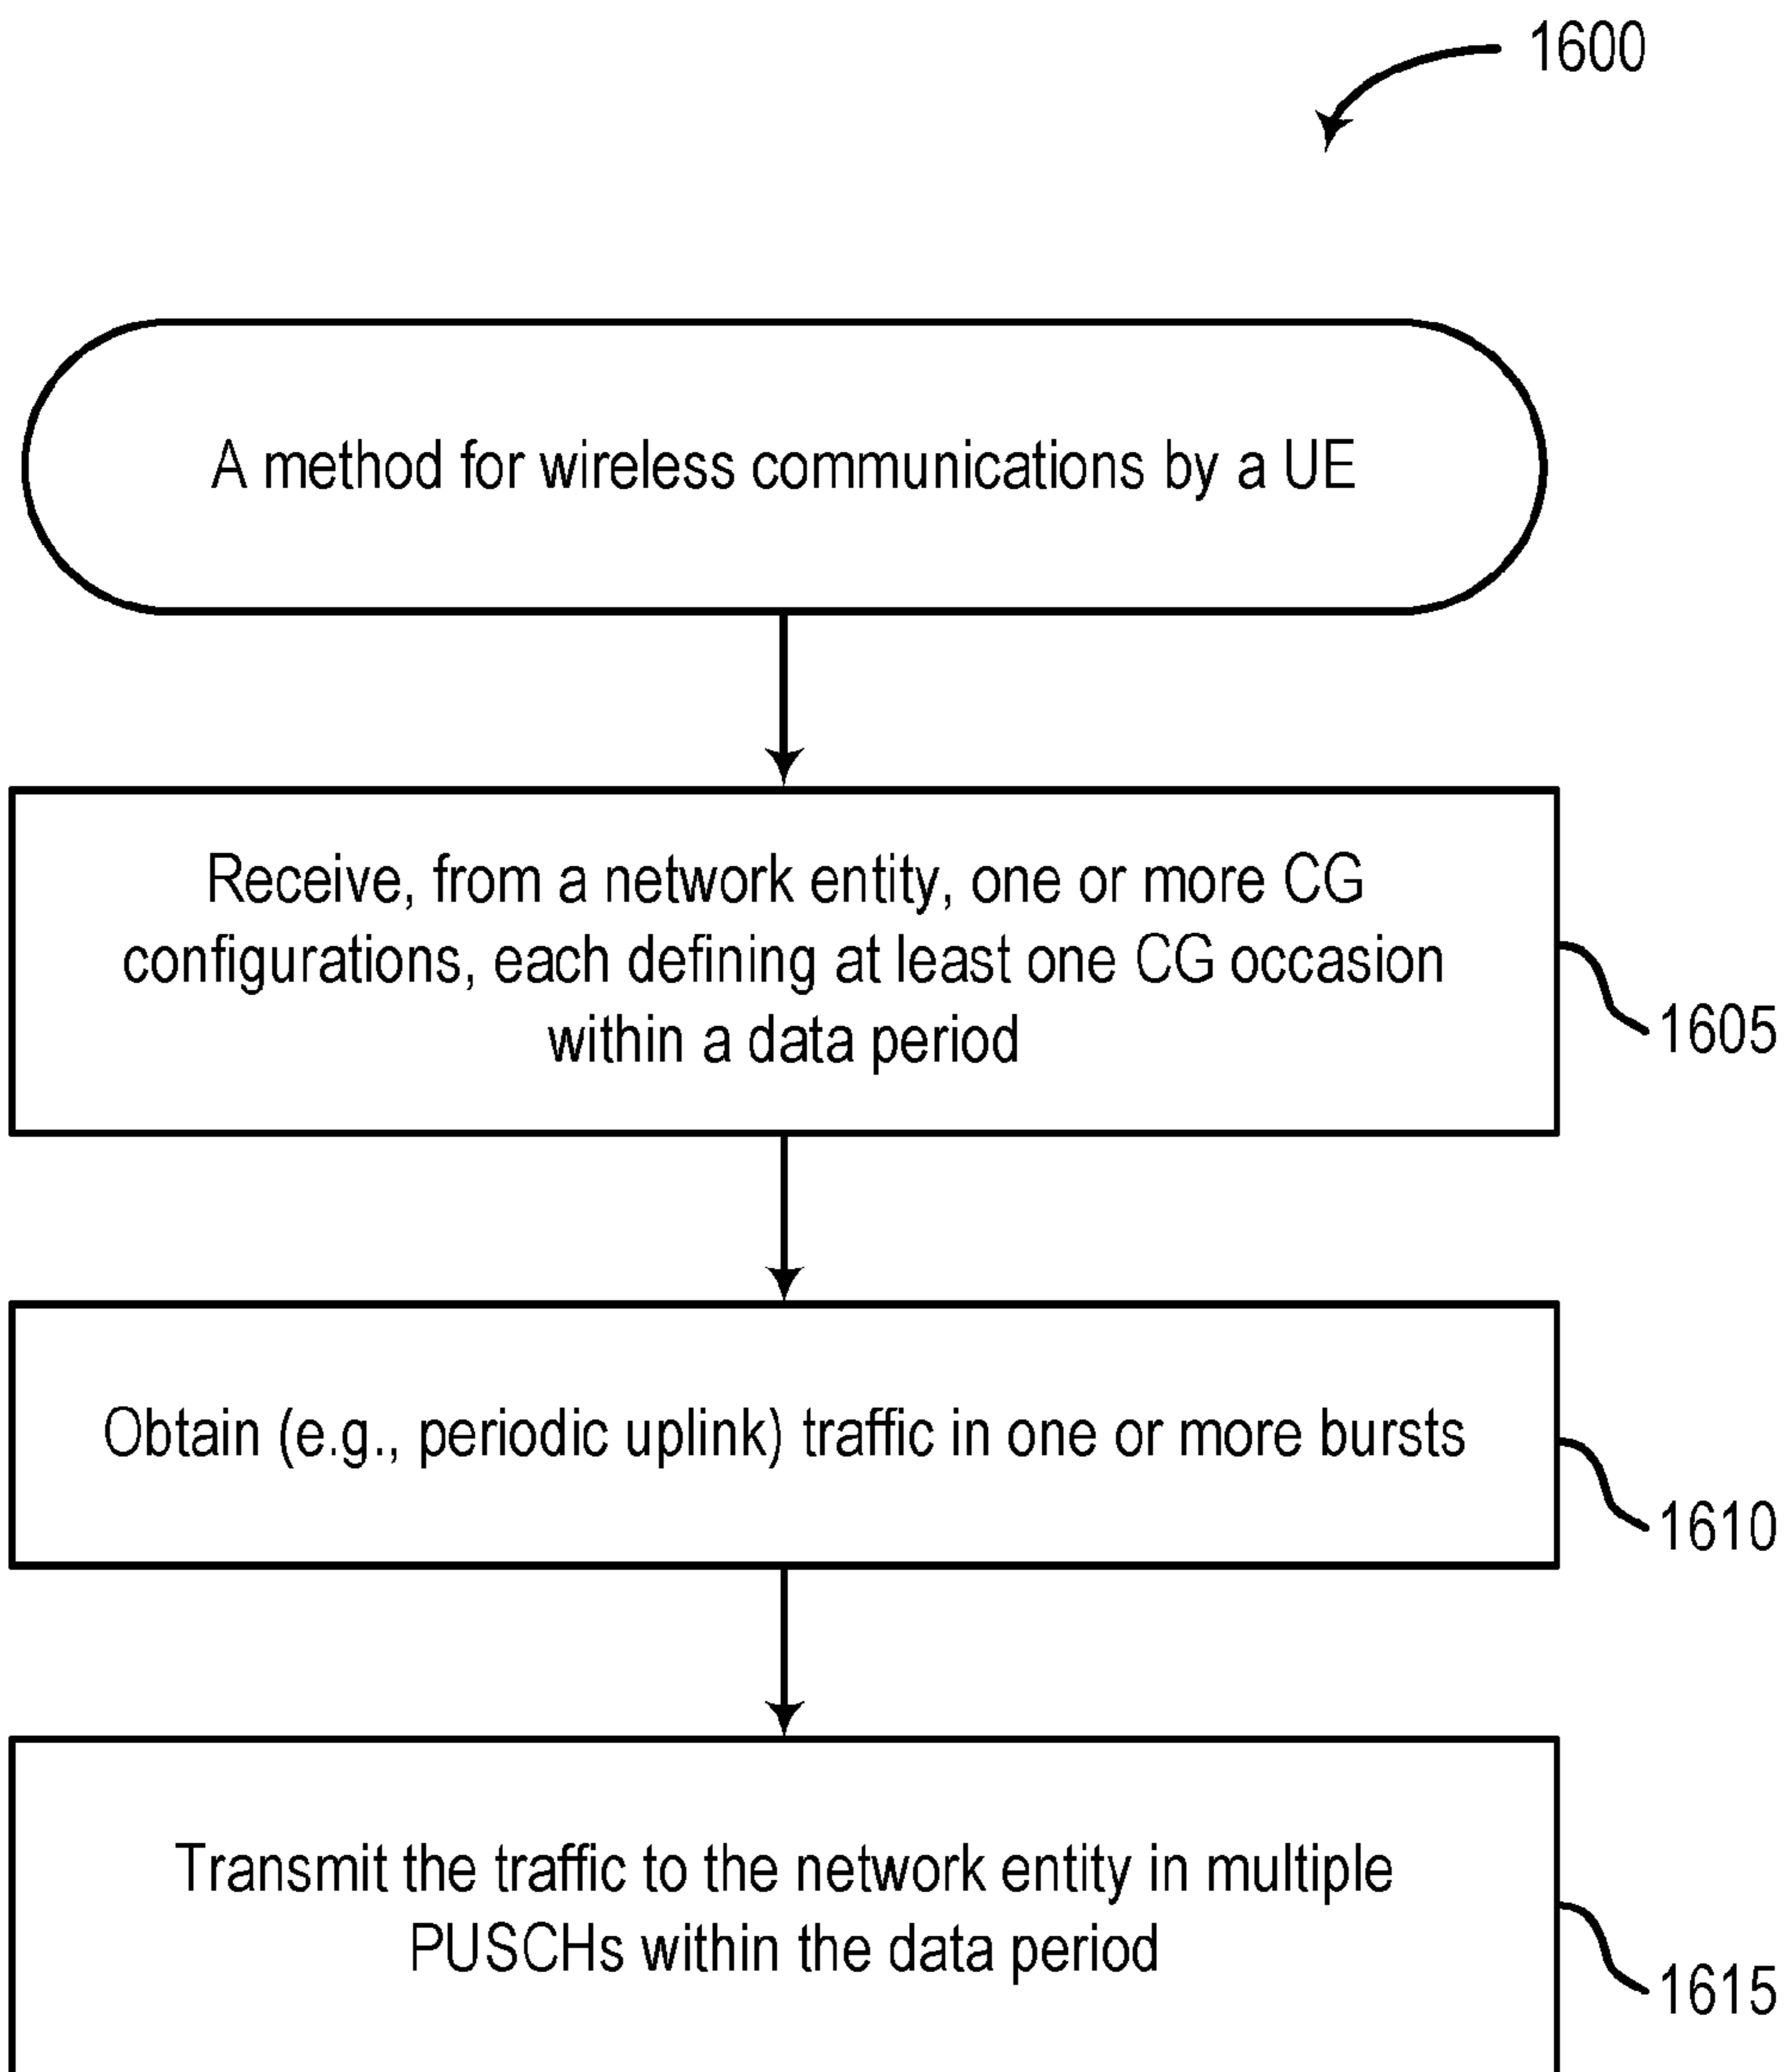 1600
A method for wireless communications by a UE
Receive, from a network entity, one or more CG
configurations, each defining at least one CG occasion
within a data period
1605
Obtain (e.g., periodic uplink) traffic in one or more bursts
1610
Transmit the traffic to the network entity in multiple
PUSCHs within the data period
1615